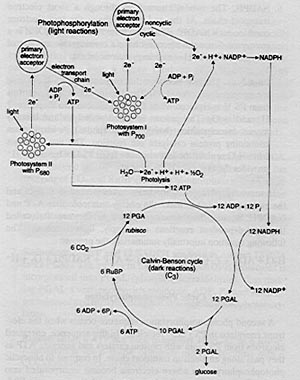 Photophosphorylation
(light reactions)
primary
electron
acceptor
noncyclic
cyclic
2e⁻ + H⁺ + NADP⁺
NADPH
primary
electron
acceptor
electron
transport
chain
2e⁻
2e⁻
ADP + Pi
ATP
light
ADP
+ Pi
ATP
2e⁻
light
2e⁻
Photosystem I
with P700
Photosystem II
with P680
H₂O → 2e⁻ + H⁺ + H⁺ + ½O₂
Photolysis
12 ATP
12 ADP + 12 Pi
12 PGA
12 NADPH
rubisco
6 CO₂
Calvin-Benson cycle
(dark reactions)
(C₃)
6 RuBP
12 NADP⁺
12 PGAL
6 ADP + 6Pi
6 ATP
10 PGAL
2 PGAL
glucose